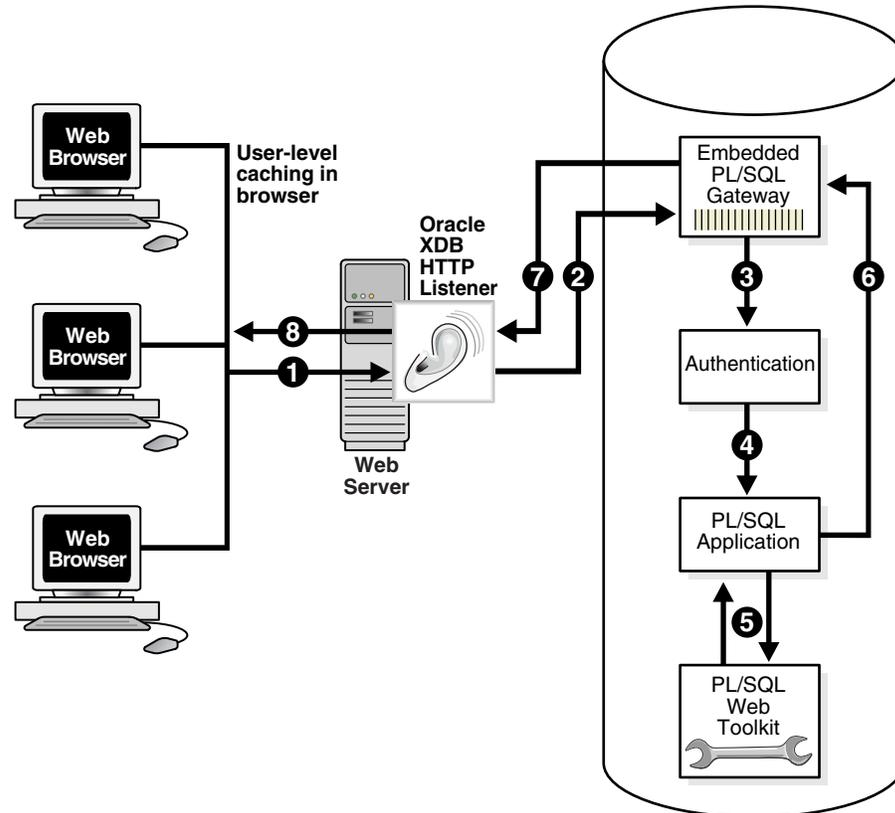 Web
Browser
User-level
caching in
browser
Web
Browser
Web
Browser
Oracle
XDB
HTTP
Listener
8
1
Web
Server
7
2
Embedded
PL/SQL
Gateway
3
6
Authentication
4
PL/SQL
Application
5
PL/SQL
Web
Toolkit